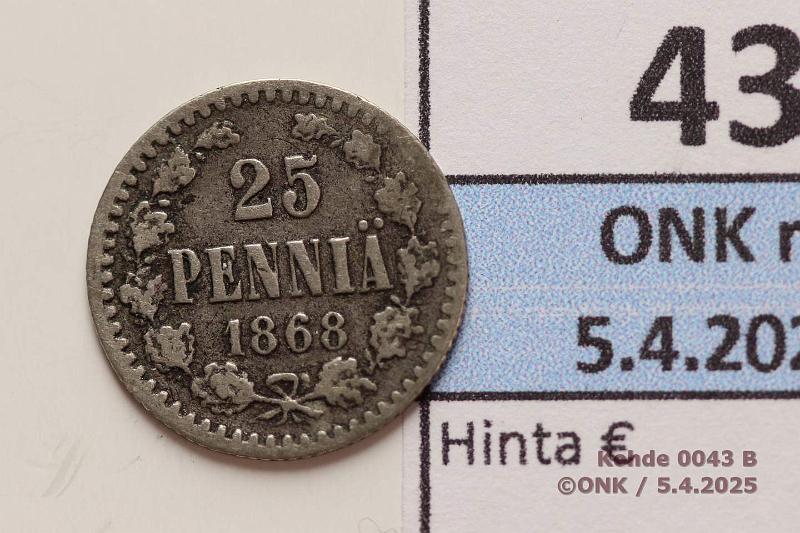 25
PENNIÄ
1868
43
ONK
5.4.202
Hinta €
Kohde 0043 B
©ONK / 5.4.2025